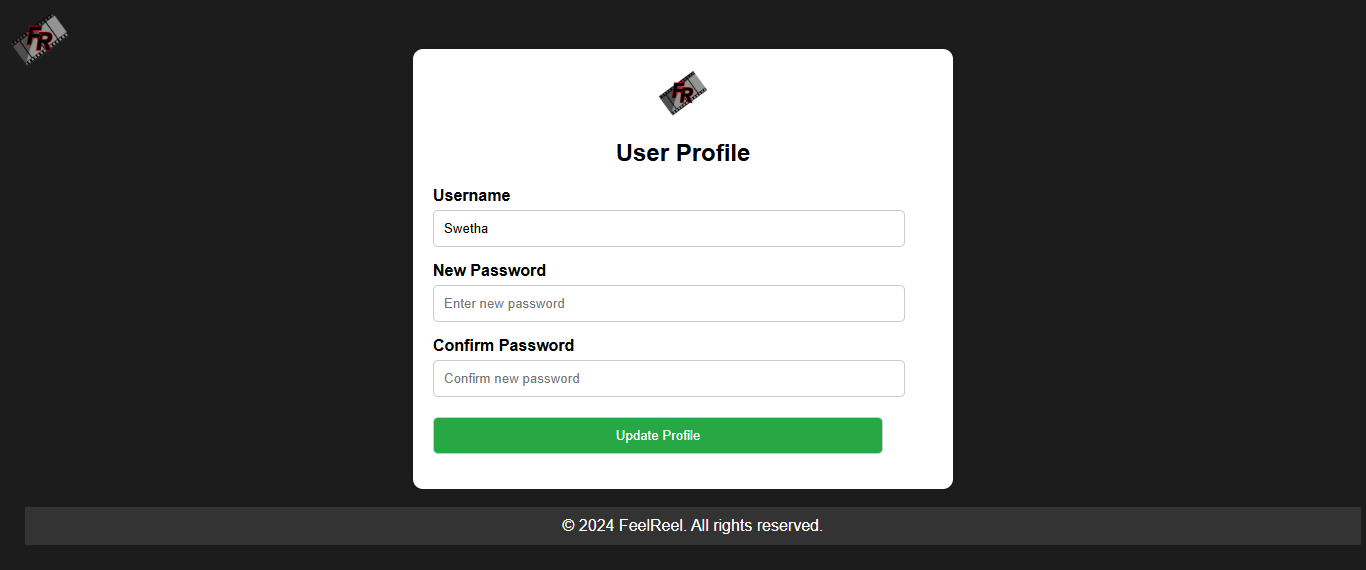 FR
FR
User Profile
Username
Swetha
New Password
Enter new password
Confirm Password
Confirm new password
Update Profile
© 2024 FeelReel. All rights reserved.